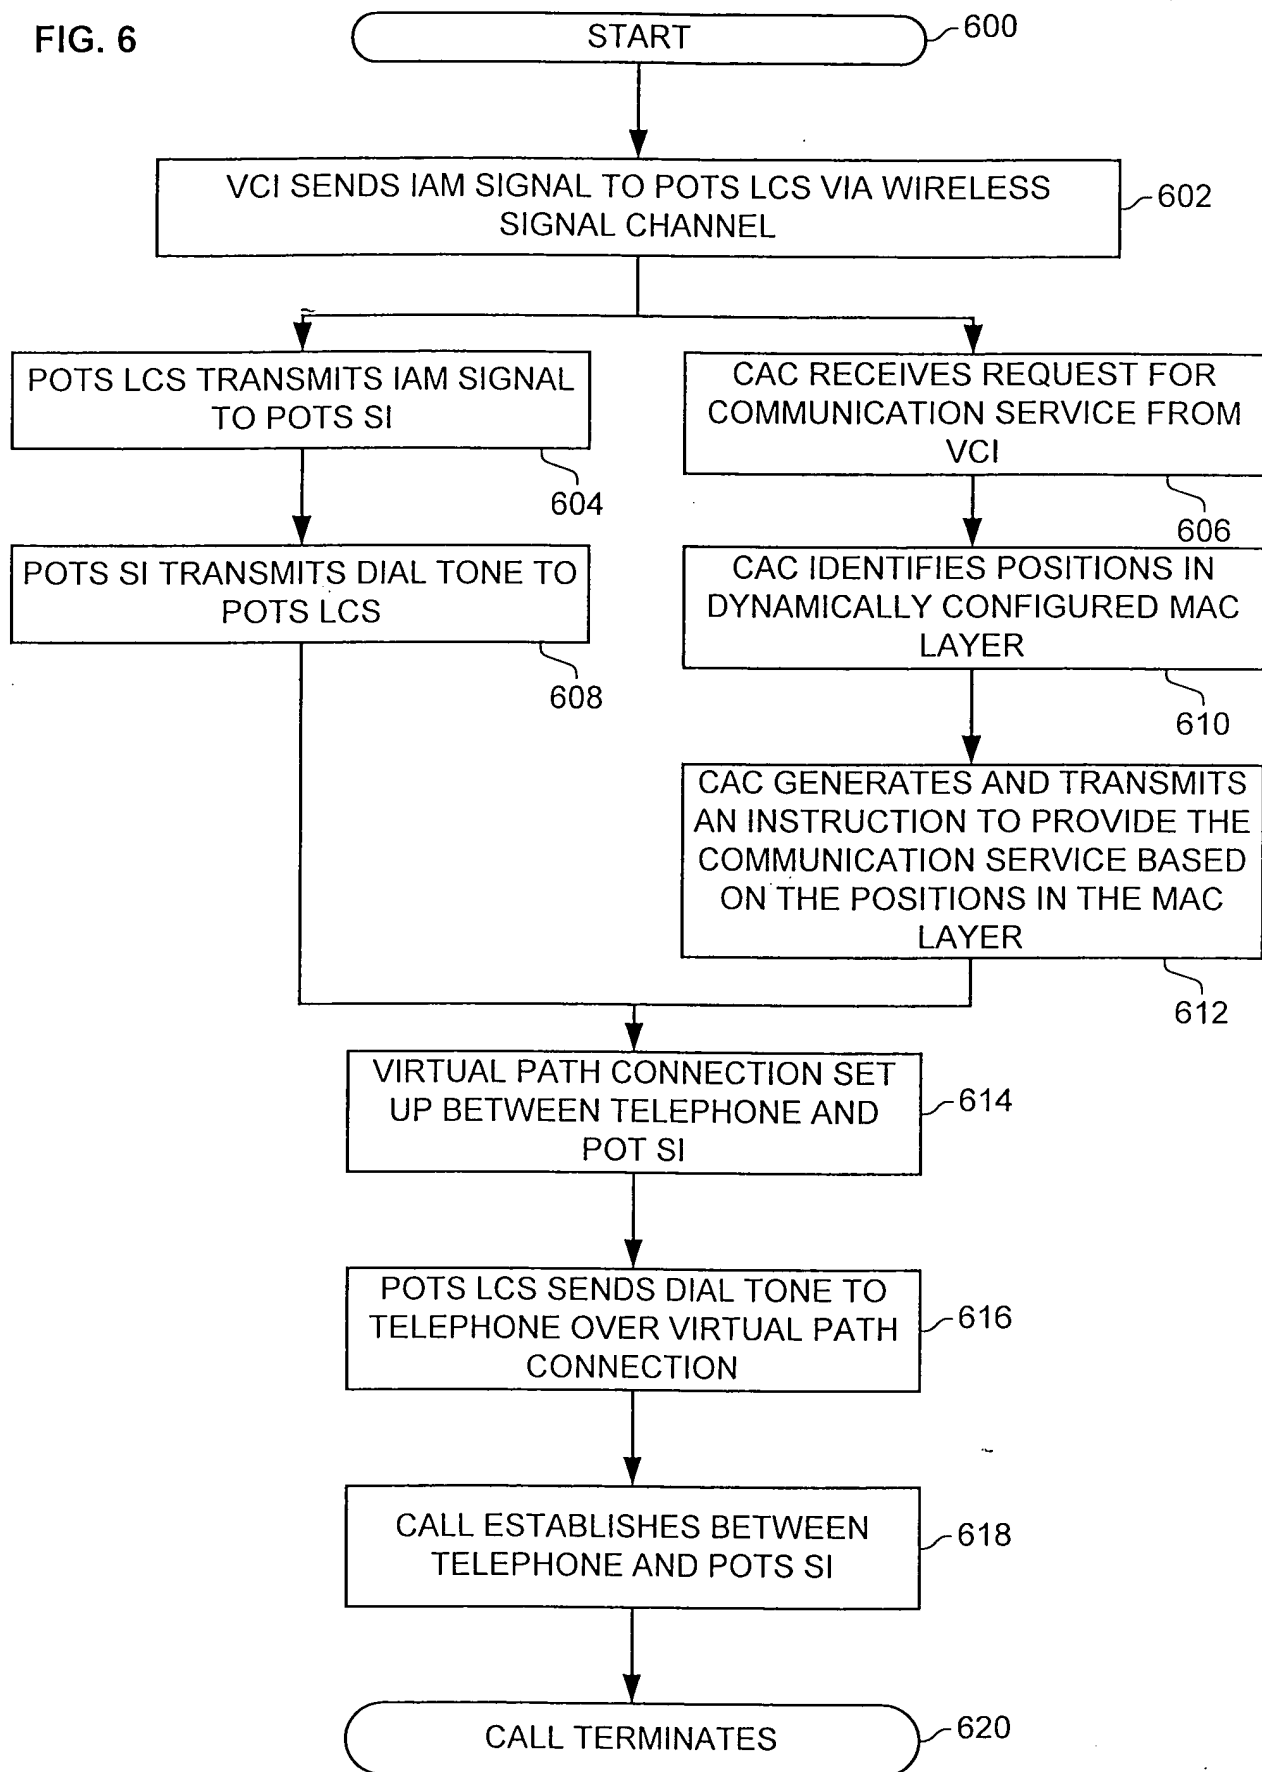 FIG. 6
START
600
VCI SENDS IAM SIGNAL TO POTS LCS VIA WIRELESS
SIGNAL CHANNEL
602
POTS LCS TRANSMITS IAM SIGNAL
TO POTS SI
604
CAC RECEIVES REQUEST FOR
COMMUNICATION SERVICE FROM
VCI
606
POTS SI TRANSMITS DIAL TONE TO
POTS LCS
608
CAC IDENTIFIES POSITIONS IN
DYNAMICALLY CONFIGURED MAC
LAYER
610
CAC GENERATES AND TRANSMITS
AN INSTRUCTION TO PROVIDE THE
COMMUNICATION SERVICE BASED
ON THE POSITIONS IN THE MAC
LAYER
612
VIRTUAL PATH CONNECTION SET
UP BETWEEN TELEPHONE AND
POT SI
614
POTS LCS SENDS DIAL TONE TO
TELEPHONE OVER VIRTUAL PATH
CONNECTION
616
CALL ESTABLISHES BETWEEN
TELEPHONE AND POTS SI
618
CALL TERMINATES
620